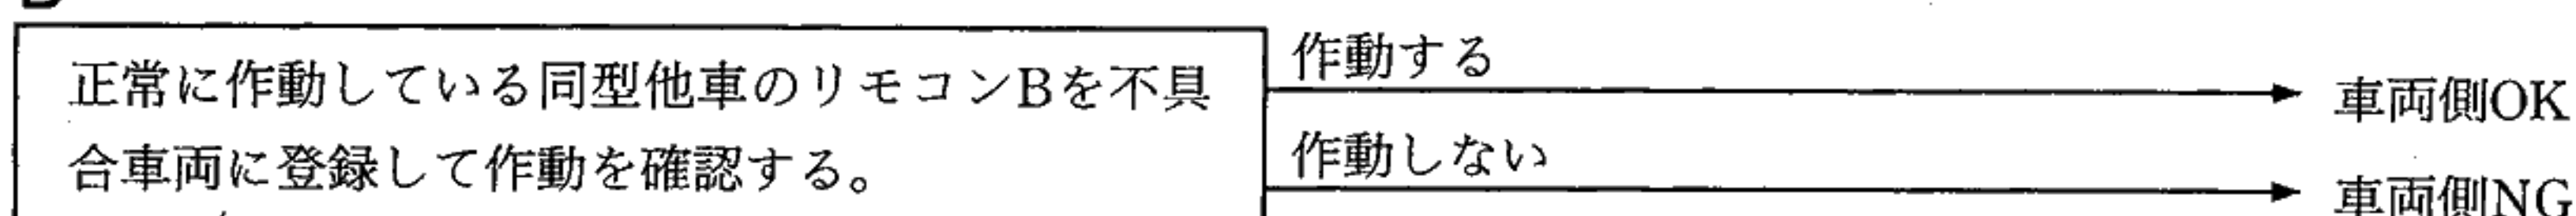 正常に作動している同型他車のリモコンBを不具
合車両に登録して作動を確認する。
作動する
車両側OK
作動しない
車両側NG